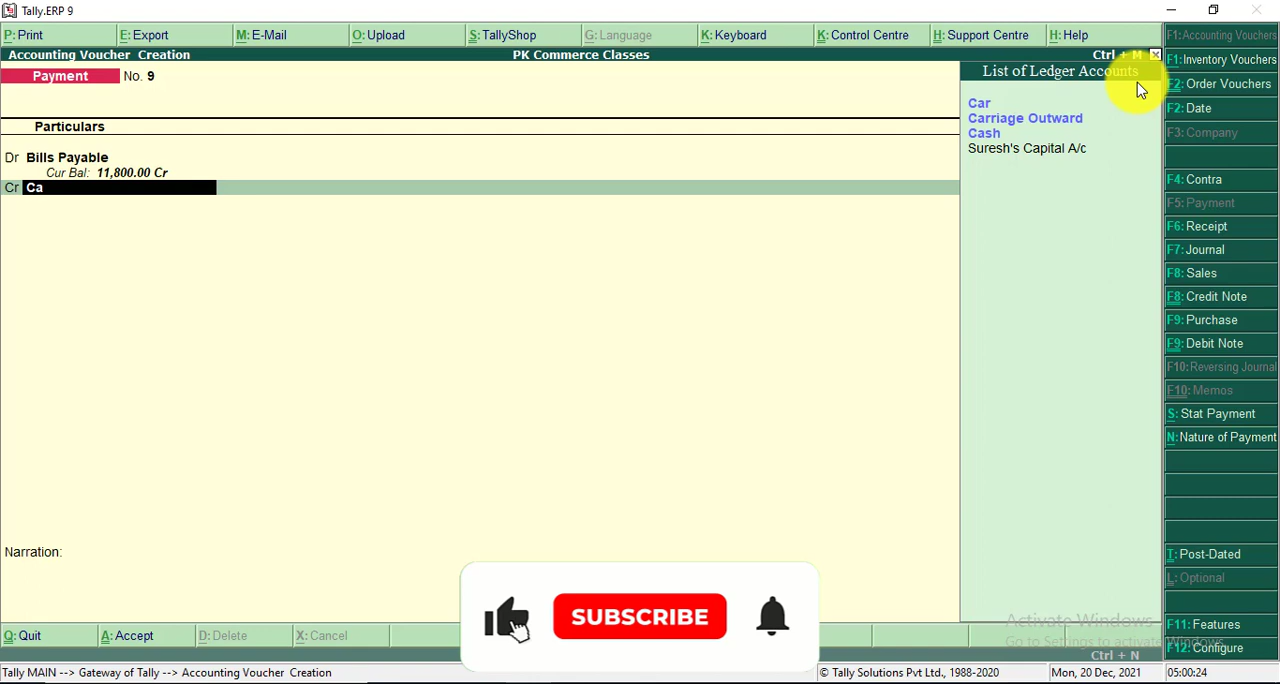 Tally.ERP 9
P: Print E: Export M: E-Mail O: Upload S: TallyShop G: Language K: Keyboard K: Control Centre H: Support Centre H: Help
F1: Accounting Vouchers
Accounting Voucher Creation PK Commerce Classes Ctrl + M
F1: Inventory Vouchers
Payment No. 9
List of Ledger Accounts
F2: Order Vouchers
Car
F2: Date
Carriage Outward
Particulars
Cash
F3: Company
Suresh's Capital A/c
Dr Bills Payable
Cur Bal: 11,800.00 Cr
F4: Contra
Cr Ca
F5: Payment
F6: Receipt
F7: Journal
F8: Sales
F8: Credit Note
F9: Purchase
F9: Debit Note
F10: Reversing Journal
F10: Memos
S: Stat Payment
N: Nature of Payment
Narration:
T: Post-Dated
L: Optional
SUBSCRIBE
Activate Windows
F11: Features
Q: Quit A: Accept D: Delete X: Cancel
Go to Settings to activate Windows.
F12: Configure
Ctrl + N
Tally MAIN --> Gateway of Tally --> Accounting Voucher Creation © Tally Solutions Pvt Ltd., 1988-2020 Mon, 20 Dec, 2021 05:00:24